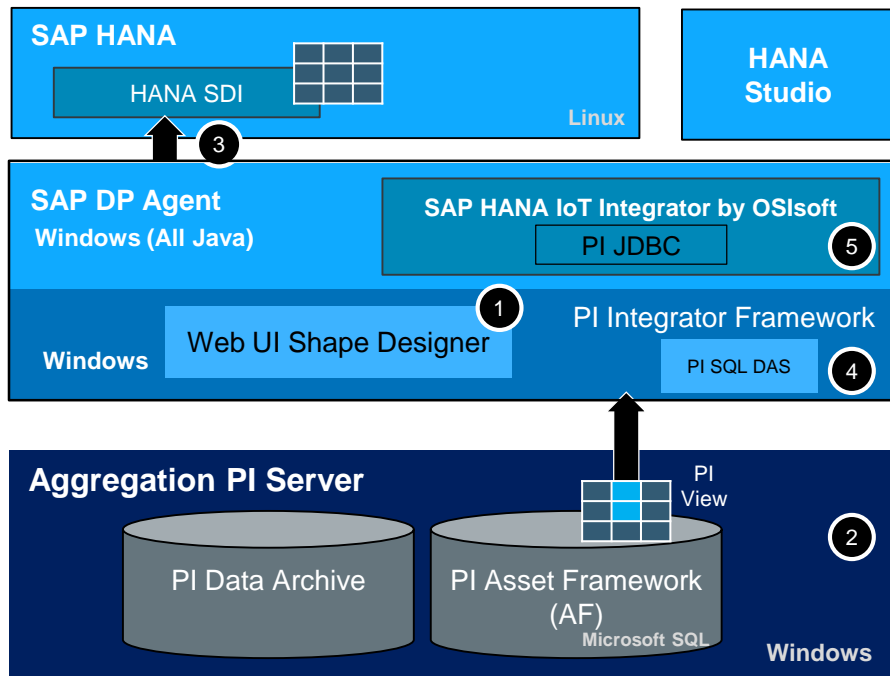 SAP HANA
HANA SDI
Linux
HANA
Studio
3
SAP DP Agent
Windows (All Java)
SAP HANA IoT Integrator by OSIsoft
PI JDBC
5
1
Web UI Shape Designer
Windows
PI Integrator Framework
PI SQL DAS
4
Aggregation PI Server
PI
View
2
PI Data Archive
PI Asset Framework
(AF)
Microsoft SQL
Windows